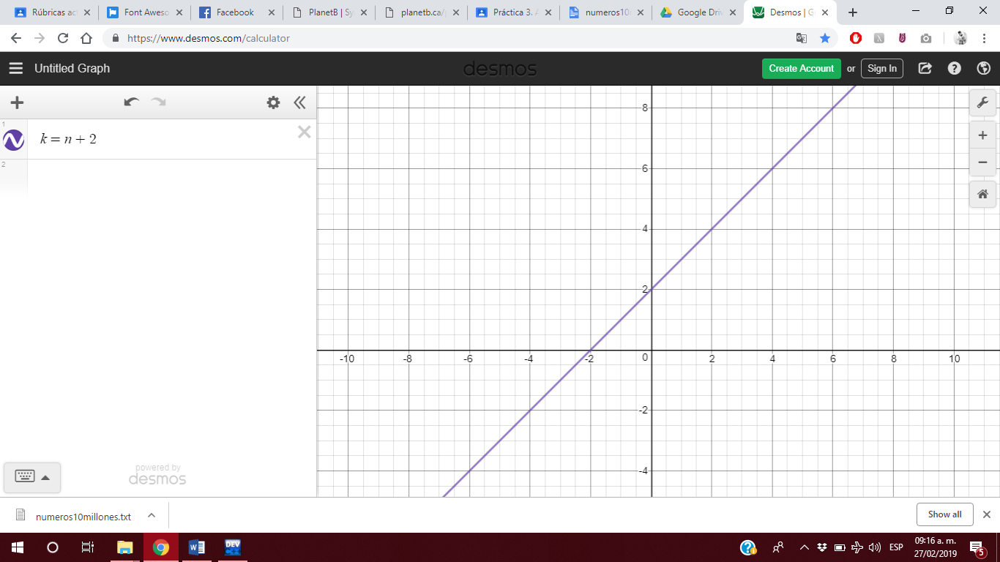 Rúbricas ac
Font Aweso
Facebook
PlanetB | Sy
planetb.ca/
Práctica 3. A
numeros10
Google Driv
Desmos | G
https://www.desmos.com/calculator
Untitled Graph
desmos
Create Account or Sign In
1
k = n + 2
2
8
6
4
2
-10 -8 -6 -4 -2 0 2 4 6 8 10
-2
-4
powered by
desmos
numeros10millones.txt
Show all
W
DEV
C++
ESP
09:16 a. m.
27/02/2019
5